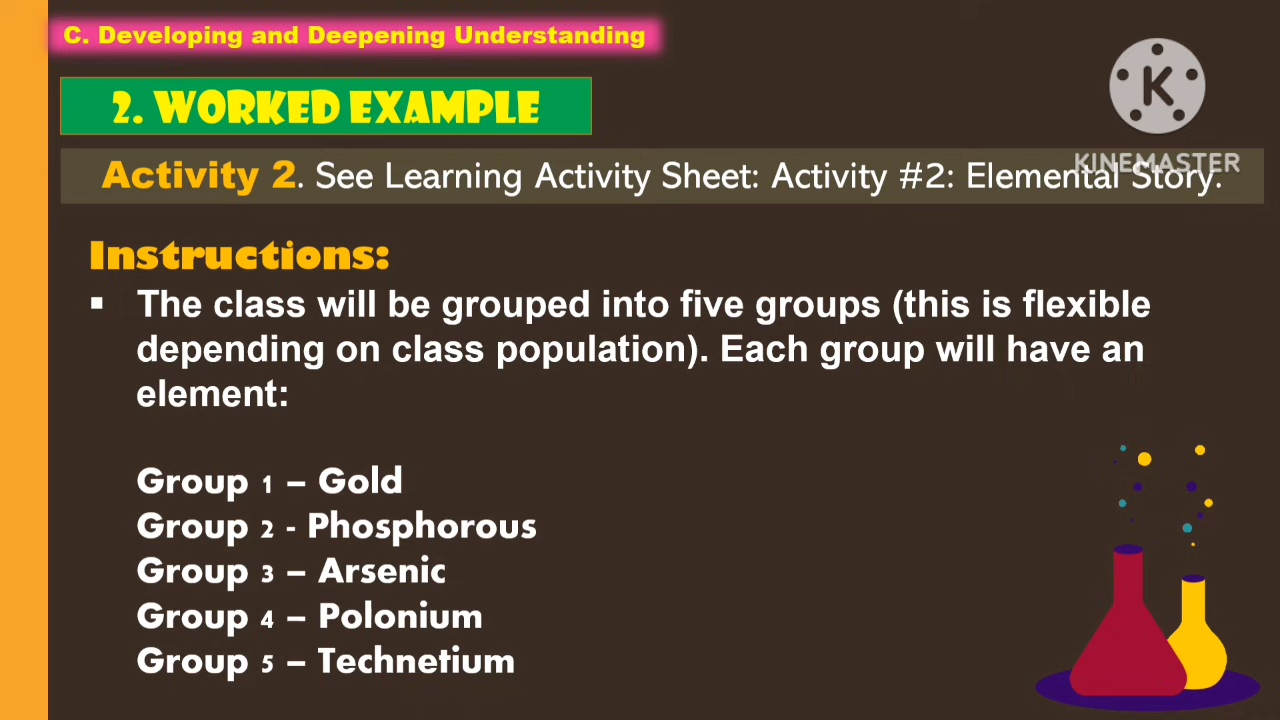 C. Developing and Deepening Understanding
2. WORKED EXAMPLE
K
KINEMASTER
Activity 2. See Learning Activity Sheet: Activity #2: Elemental Story.
Instructions:
▪ The class will be grouped into five groups (this is flexible
depending on class population). Each group will have an
element:
Group 1 – Gold
Group 2 - Phosphorous
Group 3 – Arsenic
Group 4 – Polonium
Group 5 – Technetium